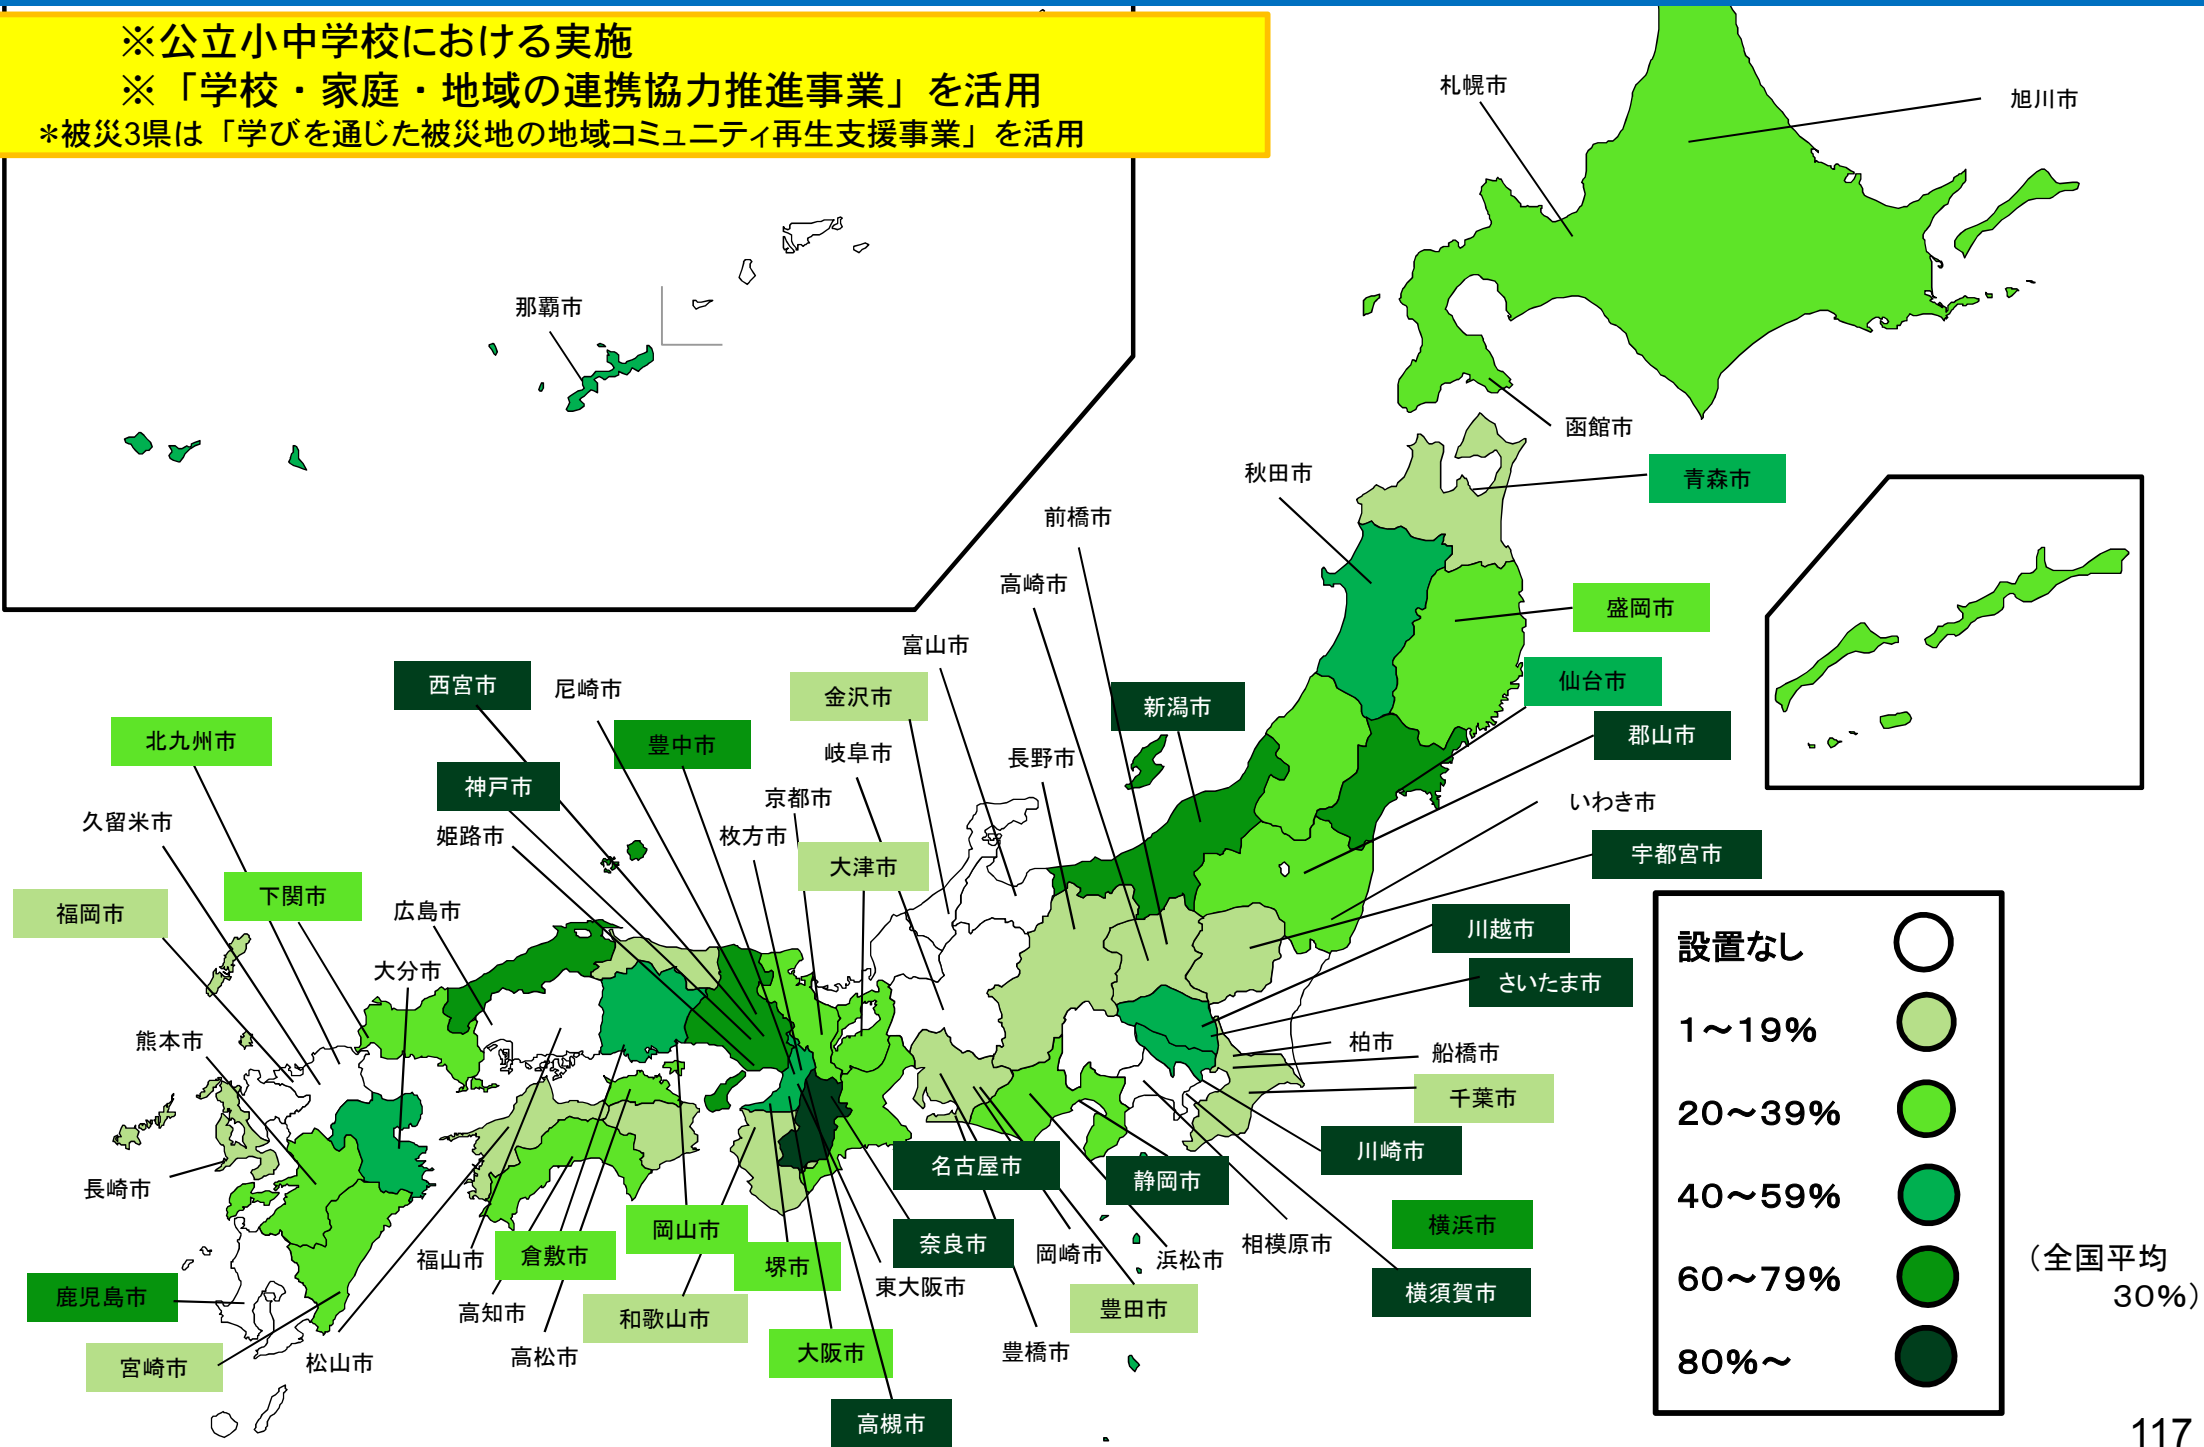 ※公立小中学校における実施
※「学校・家庭・地域の連携協力推進事業」を活用
*被災3県は「学びを通じた被災地の地域コミュニティ再生支援事業」を活用
札幌市
旭川市
那覇市
函館市
秋田市
青森市
前橋市
高崎市
盛岡市
富山市
西宮市
尼崎市
金沢市
新潟市
仙台市
北九州市
豊中市
岐阜市
長野市
郡山市
神戸市
京都市
いわき市
久留米市
姫路市
枚方市
大津市
宇都宮市
福岡市
下関市
広島市
川越市
設置なし
大分市
さいたま市
熊本市
柏市
船橋市
1～19%
千葉市
20～39%
長崎市
名古屋市
静岡市
川崎市
40～59%
福山市
倉敷市
岡山市
堺市
奈良市
東大阪市
岡崎市
浜松市
相模原市
横浜市
60～79%
（全国平均
30%）
鹿児島市
高知市
和歌山市
豊田市
横須賀市
宮崎市
松山市
高松市
大阪市
豊橋市
80%～
高槻市
117